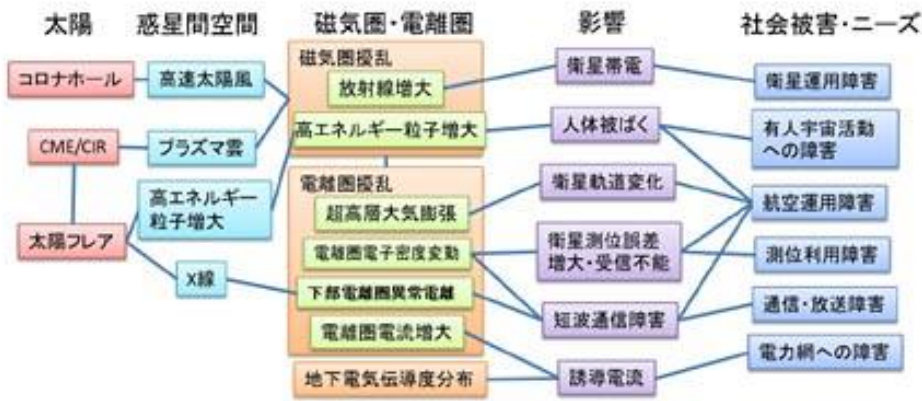 太陽
惑星間空間
磁気圏・電離圏
影響
社会被害・ニーズ
コロナホール
CME/CIR
太陽フレア
高速太陽風
プラズマ雲
高エネルギー
粒子増大
X線
磁気圏擾乱
放射線増大
高エネルギー粒子増大
電離圏擾乱
超高層大気膨張
電離圏電子密度変動
下部電離圏異常電離
電離圏電流増大
地下電気伝導度分布
衛星帯電
人体被ばく
衛星軌道変化
衛星測位誤差
増大・受信不能
短波通信障害
誘導電流
衛星運用障害
有人宇宙活動
への障害
航空運用障害
測位利用障害
通信・放送障害
電力網への障害